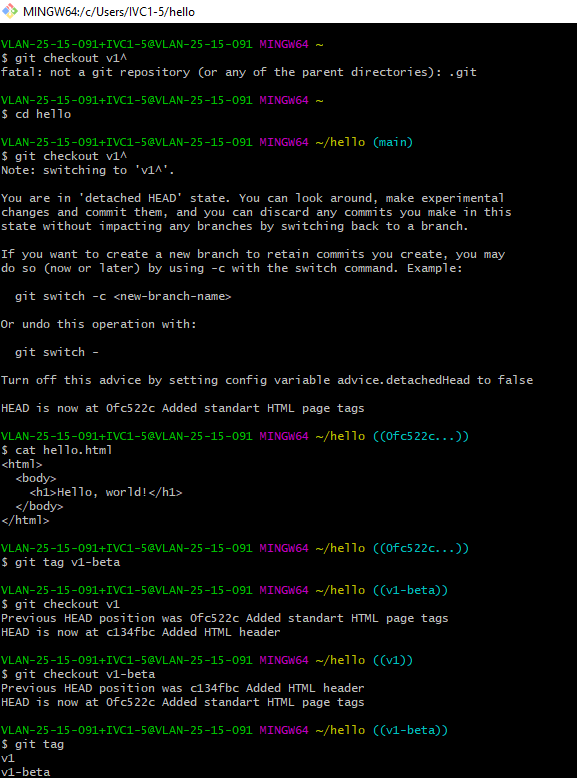 MINGW64:/c/Users/IVC1-5/hello
VLAN-25-15-091+IVC1-5@VLAN-25-15-091 MINGW64 ~
$ git checkout v1^
fatal: not a git repository (or any of the parent directories): .git
VLAN-25-15-091+IVC1-5@VLAN-25-15-091 MINGW64 ~
$ cd hello
VLAN-25-15-091+IVC1-5@VLAN-25-15-091 MINGW64 ~/hello (main)
$ git checkout v1^
Note: switching to 'v1^'.
You are in 'detached HEAD' state. You can look around, make experimental
changes and commit them, and you can discard any commits you make in this
state without impacting any branches by switching back to a branch.
If you want to create a new branch to retain commits you create, you may
do so (now or later) by using -c with the switch command. Example:
  git switch -c <new-branch-name>
Or undo this operation with:
  git switch -
Turn off this advice by setting config variable advice.detachedHead to false
HEAD is now at 0fc522c Added standart HTML page tags
VLAN-25-15-091+IVC1-5@VLAN-25-15-091 MINGW64 ~/hello ((0fc522c...))
$ cat hello.html
<html>
  <body>
    <h1>Hello, world!</h1>
  </body>
</html>
VLAN-25-15-091+IVC1-5@VLAN-25-15-091 MINGW64 ~/hello ((0fc522c...))
$ git tag v1-beta
VLAN-25-15-091+IVC1-5@VLAN-25-15-091 MINGW64 ~/hello ((v1-beta))
$ git checkout v1
Previous HEAD position was 0fc522c Added standart HTML page tags
HEAD is now at c134fbc Added HTML header
VLAN-25-15-091+IVC1-5@VLAN-25-15-091 MINGW64 ~/hello ((v1))
$ git checkout v1-beta
Previous HEAD position was c134fbc Added HTML header
HEAD is now at 0fc522c Added standart HTML page tags
VLAN-25-15-091+IVC1-5@VLAN-25-15-091 MINGW64 ~/hello ((v1-beta))
$ git tag
v1
v1-beta